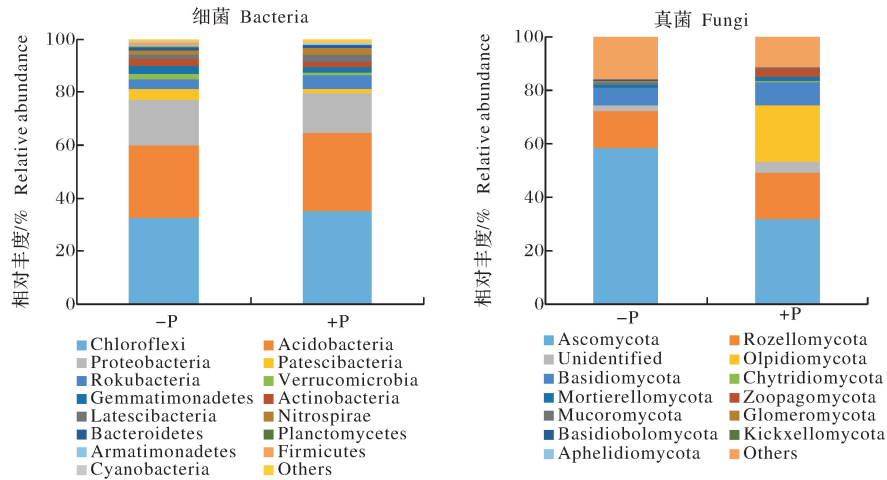 细菌 Bacteria
相对丰度/% Relative abundance
100
80
60
40
20
0
-P
+P
Chloroflexi
Acidobacteria
Proteobacteria
Patescibacteria
Rokubacteria
Verrucomicrobia
Gemmatimonadetes
Actinobacteria
Latescibacteria
Nitrospirae
Bacteroidetes
Planctomycetes
Armatimonadetes
Firmicutes
Cyanobacteria
Others
真菌 Fungi
相对丰度/% Relative abundance
100
80
60
40
20
0
-P
+P
Ascomycota
Rozellomycota
Unidentified
Olpidiomycota
Basidiomycota
Chytridiomycota
Mortierellomycota
Zoopagomycota
Mucoromycota
Glomeromycota
Basidiobolomycota
Kickxellomycota
Aphelidiomycota
Others